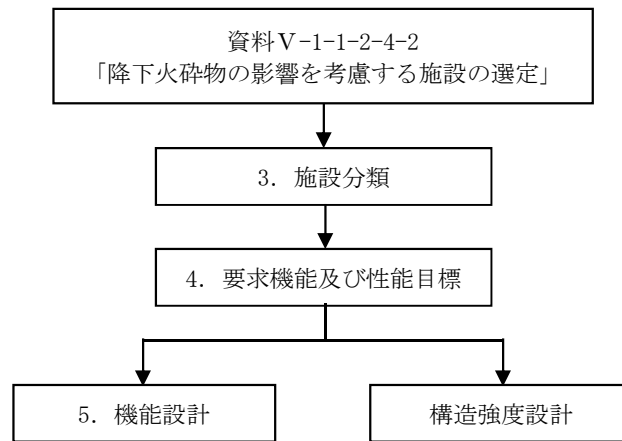 資料Ⅴ-1-1-2-4-2
「降下火砕物の影響を考慮する施設の選定」
3. 施設分類
4. 要求機能及び性能目標
5. 機能設計
構造強度設計